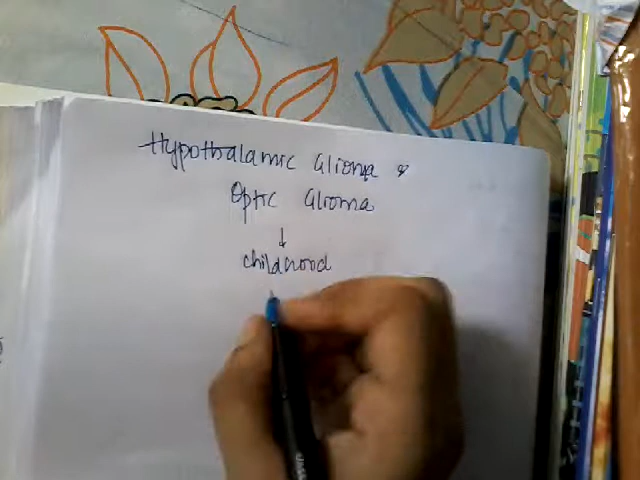 Hypothalamic Glioma &
Optic Glioma
↓
childhood